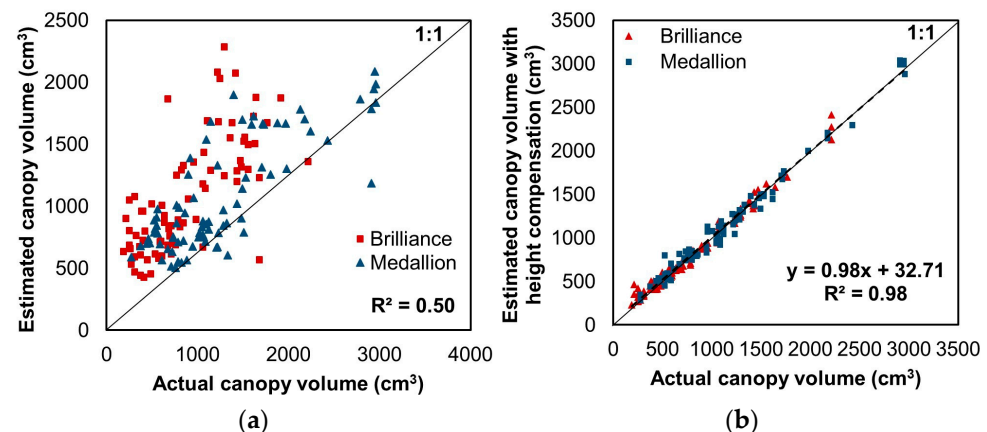 Estimated canopy volume (cm³)
2500
2000
1500
1000
500
0
0 1000 2000 3000 4000
Actual canopy volume (cm³)
1:1
Brilliance
Medallion
R² = 0.50
(a)
Estimated canopy volume with
height compensation (cm³)
3500
3000
2500
2000
1500
1000
500
0
0 500 1000 1500 2000 2500 3000 3500
Actual canopy volume (cm³)
Brilliance
Medallion
1:1
y = 0.98x + 32.71
R² = 0.98
(b)